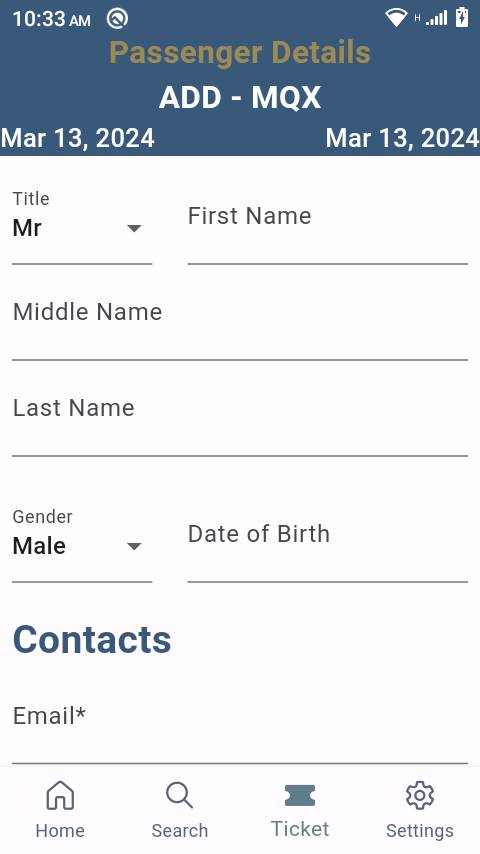 10:33 AM
H
Passenger Details
ADD - MQX
Mar 13, 2024 Mar 13, 2024
Title
Mr
First Name
Middle Name
Last Name
Gender
Male
Date of Birth
Contacts
Email*
Home Search Ticket Settings